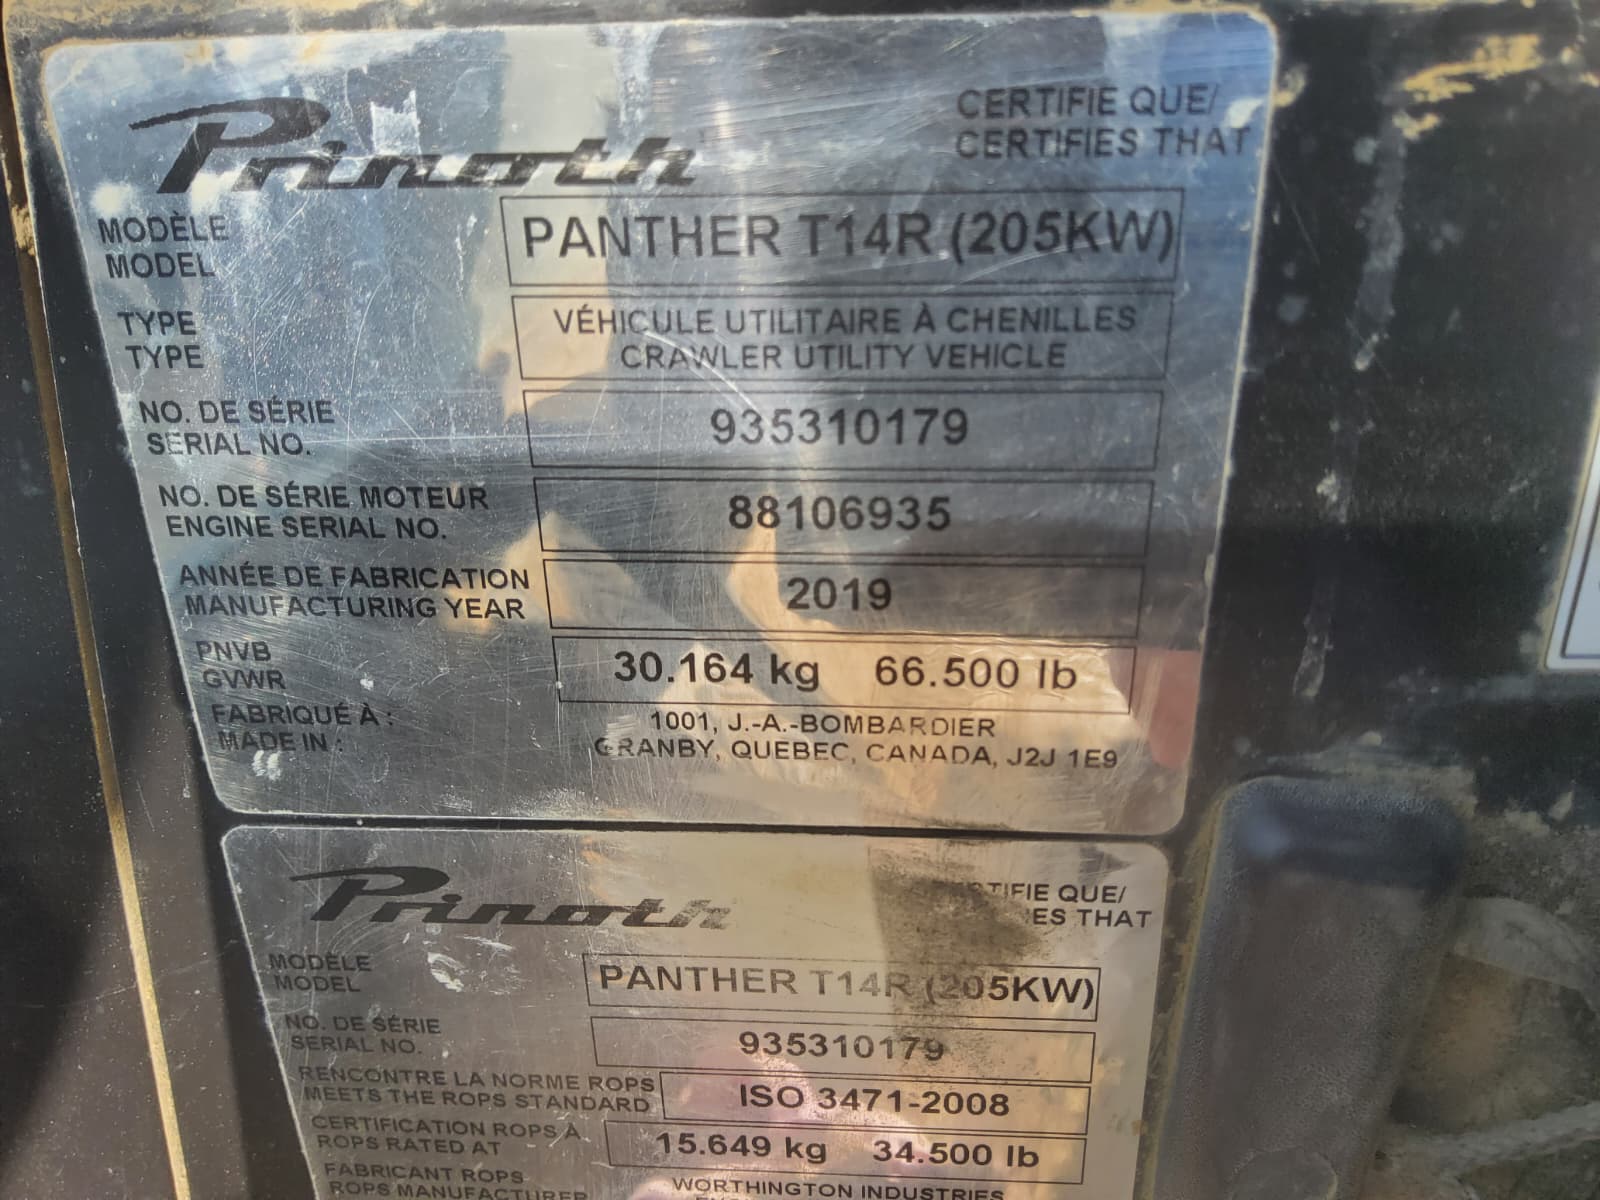 Prinoth
CERTIFIE QUE/
CERTIFIES THAT
MODÈLE
MODEL
PANTHER T14R (205KW)
TYPE
TYPE
VÉHICULE UTILITAIRE À CHENILLES
CRAWLER UTILITY VEHICLE
NO. DE SÉRIE
SERIAL NO.
935310179
NO. DE SÉRIE MOTEUR
ENGINE SERIAL NO.
88106935
ANNÉE DE FABRICATION
MANUFACTURING YEAR
2019
PNVB
GVWR
30.164 kg 66.500 lb
FABRIQUÉ À :
MADE IN :
1001, J.-A.-BOMBARDIER
GRANBY, QUEBEC, CANADA, J2J 1E9
Prinoth
QUE/
THAT
MODÈLE
MODEL
PANTHER T14R (205KW)
NO. DE SÉRIE
SERIAL NO.
935310179
RENCONTRE LA NORME ROPS
MEETS THE ROPS STANDARD
ISO 3471-2008
CERTIFICATION ROPS À
ROPS RATED AT
15.649 kg 34.500 lb
FABRICANT ROPS
ROPS MANUFACTURER
WORTHINGTON INDUSTRIES